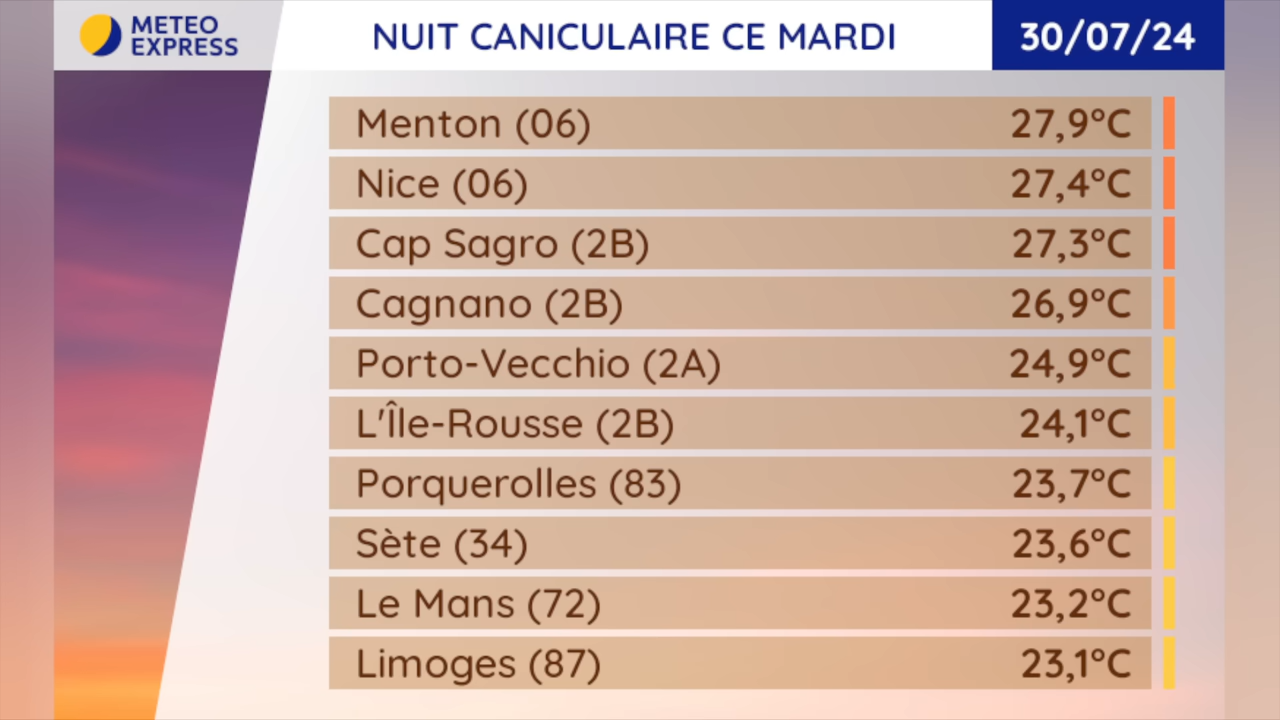 METEO
EXPRESS
NUIT CANICULAIRE CE MARDI
30/07/24
Menton (06) 27,9°C
Nice (06) 27,4°C
Cap Sagro (2B) 27,3°C
Cagnano (2B) 26,9°C
Porto-Vecchio (2A) 24,9°C
L'Île-Rousse (2B) 24,1°C
Porquerolles (83) 23,7°C
Sète (34) 23,6°C
Le Mans (72) 23,2°C
Limoges (87) 23,1°C